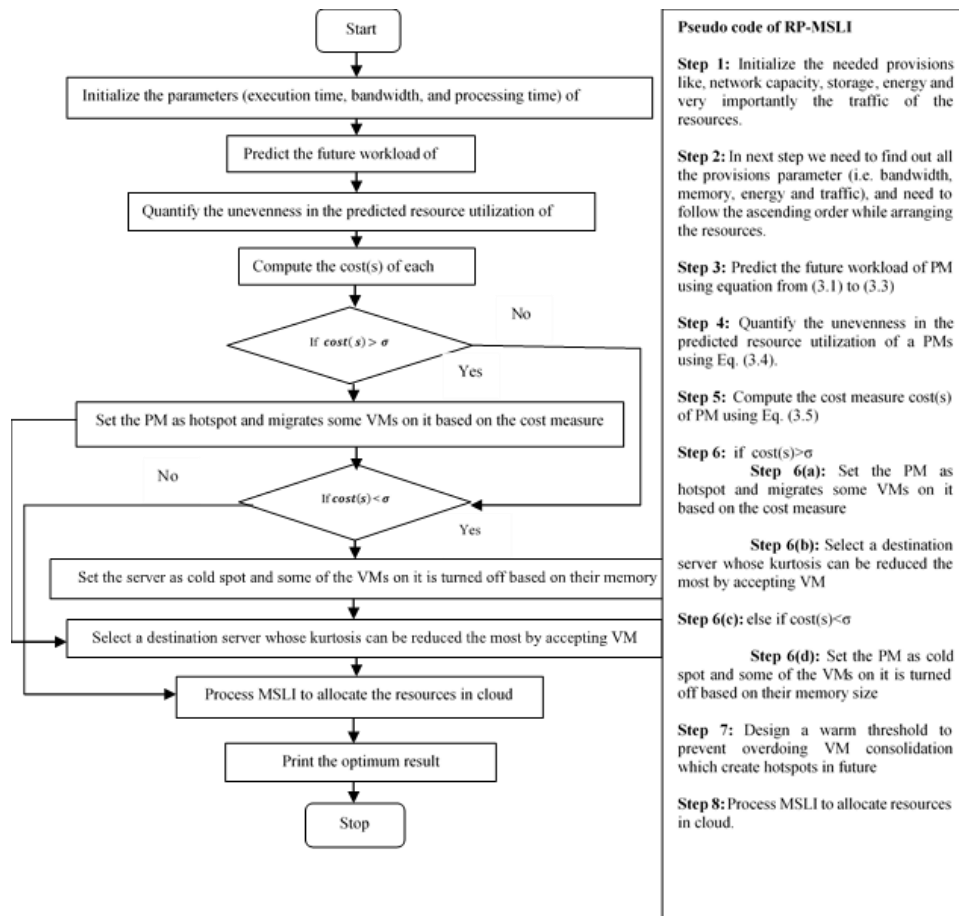 Start
Initialize the parameters (execution time, bandwidth, and processing time) of
Predict the future workload of
Quantify the unevenness in the predicted resource utilization of
Compute the cost(s) of each
No
If cost(s) > σ
Yes
Set the PM as hotspot and migrates some VMs on it based on the cost measure
No
If cost(s) < σ
Yes
Set the server as cold spot and some of the VMs on it is turned off based on their memory
Select a destination server whose kurtosis can be reduced the most by accepting VM
Process MSLI to allocate the resources in cloud
Print the optimum result
Stop
Pseudo code of RP-MSLI
Step 1: Initialize the needed provisions
like, network capacity, storage, energy and
very importantly the traffic of the
resources.
Step 2: In next step we need to find out all
the provisions parameter (i.e. bandwidth,
memory, energy and traffic), and need to
follow the ascending order while arranging
the resources.
Step 3: Predict the future workload of PM
using equation from (3.1) to (3.3)
Step 4: Quantify the unevenness in the
predicted resource utilization of a PMs
using Eq. (3.4).
Step 5: Compute the cost measure cost(s)
of PM using Eq. (3.5)
Step 6: if cost(s)>σ
Step 6(a): Set the PM as
hotspot and migrates some VMs on it
based on the cost measure
Step 6(b): Select a destination
server whose kurtosis can be reduced the
most by accepting VM
Step 6(c): else if cost(s)<σ
Step 6(d): Set the PM as cold
spot and some of the VMs on it is turned
off based on their memory size
Step 7: Design a warm threshold to
prevent overdoing VM consolidation
which create hotspots in future
Step 8: Process MSLI to allocate resources
in cloud.